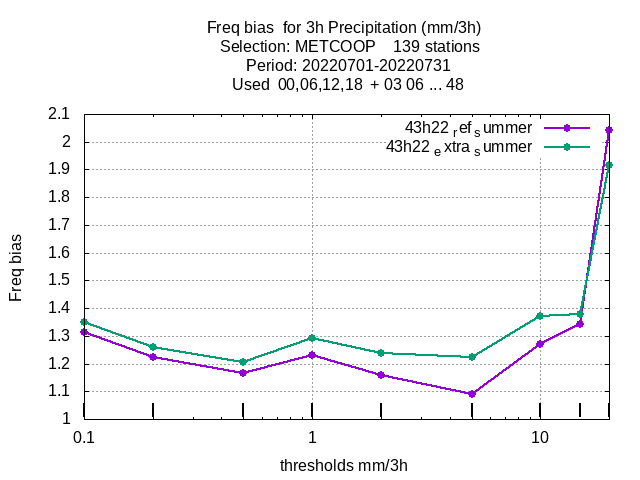 Freq bias  for 3h Precipitation (mm/3h)
Selection: METCOOP    139 stations
Period: 20220701-20220731
Used  00,06,12,18  + 03 06 ... 48
43h22 ref summer
43h22 extra summer
2.1
2
1.9
1.8
1.7
1.6
1.5
1.4
1.3
1.2
1.1
1
Freq bias
0.1 1 10
thresholds mm/3h